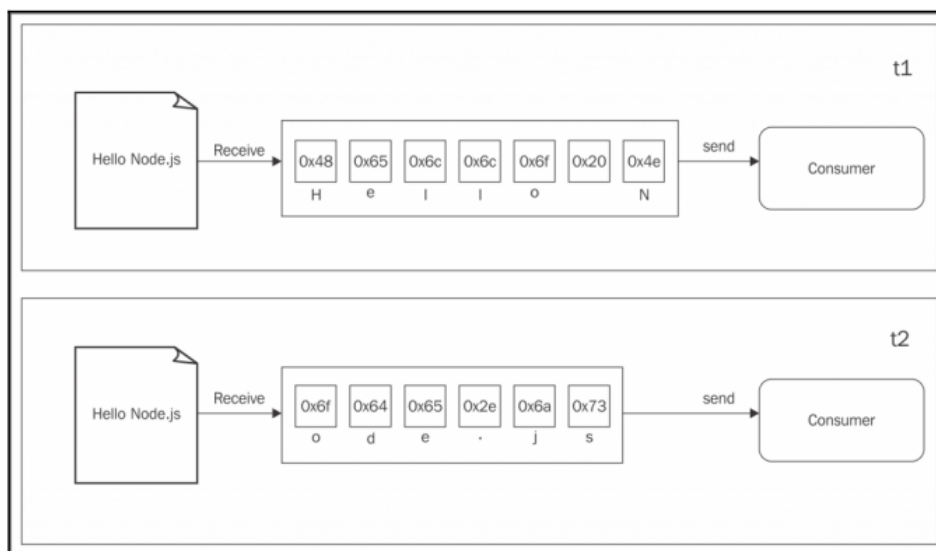 t1
Hello Node.js
Receive
0x48 0x65 0x6c 0x6c 0x6f 0x20 0x4e
H e l l o N
send
Consumer
t2
Hello Node.js
Receive
0x6f 0x64 0x65 0x2e 0x6a 0x73
o d e . j s
send
Consumer